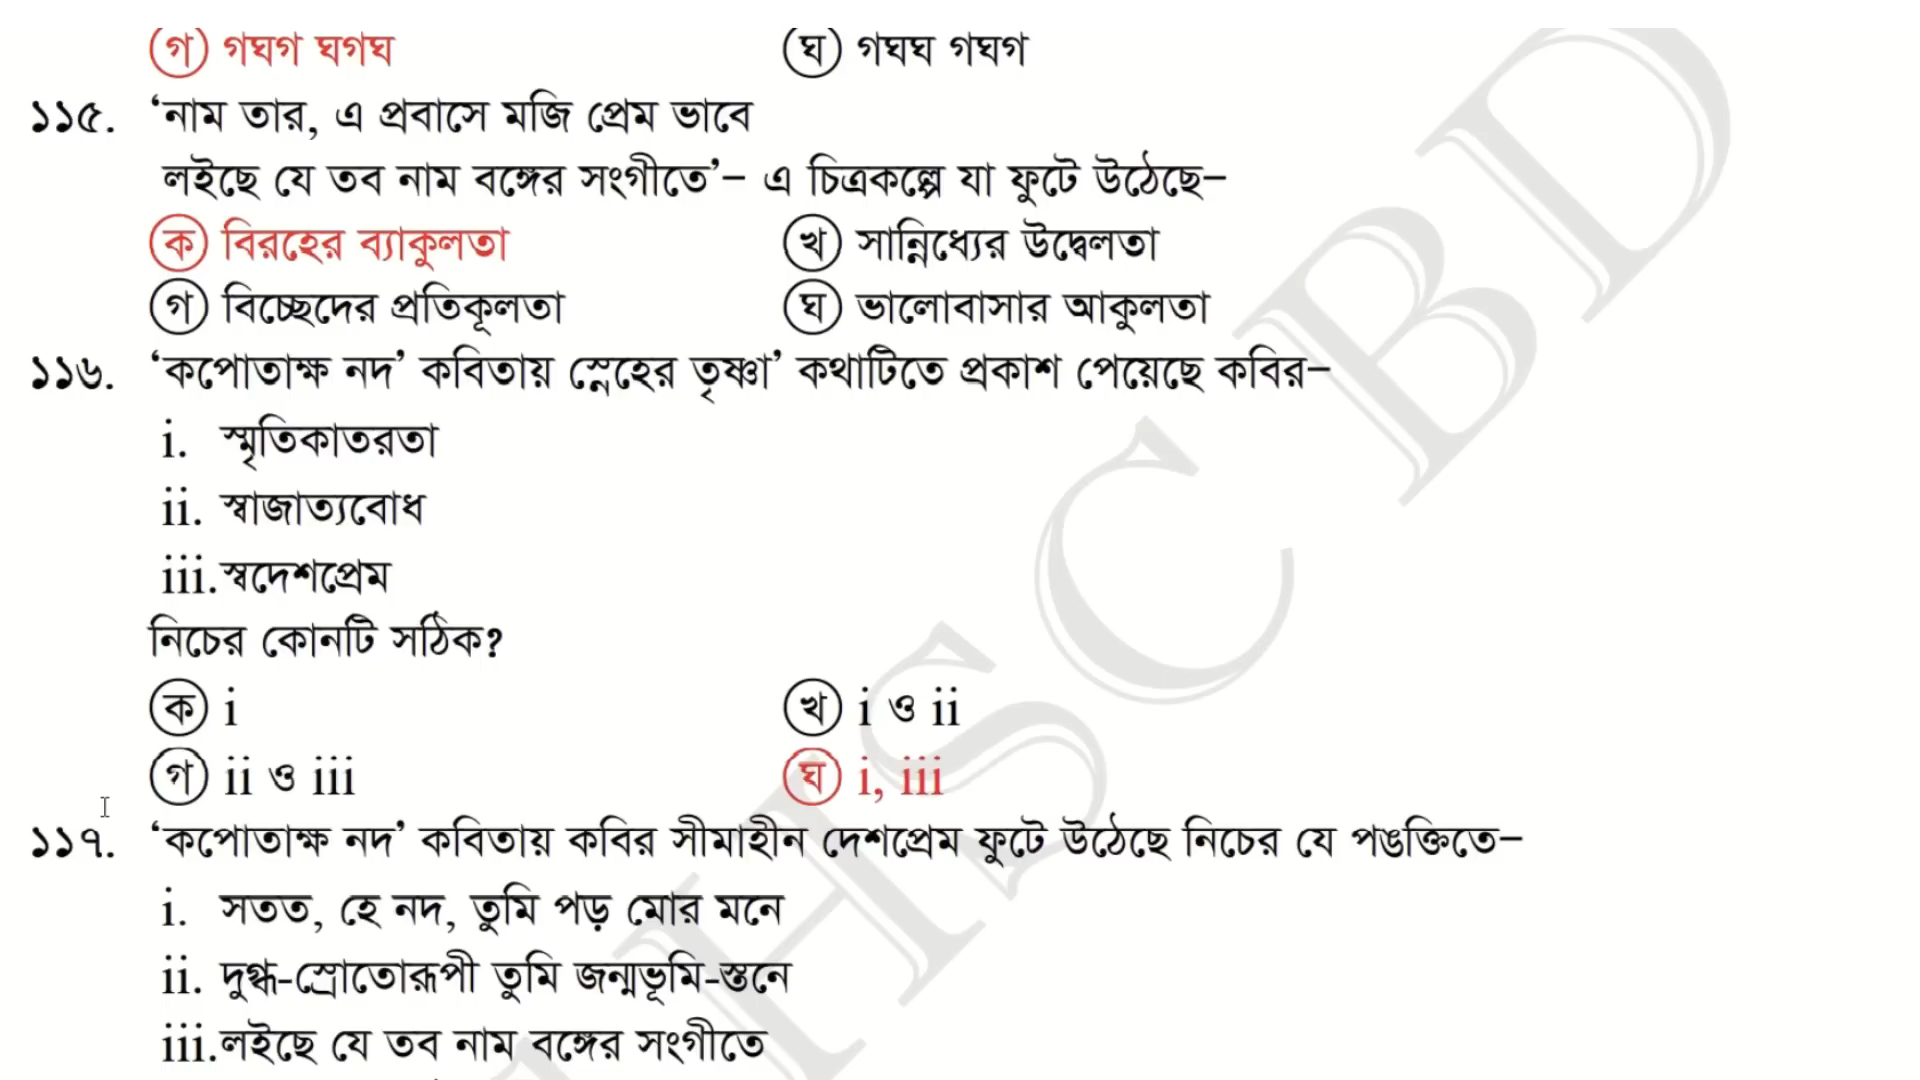 গ গঘগ ঘগঘ ঘ গঘঘ গঘগ
১১৫. ‘নাম তার, এ প্রবাসে মজি প্রেম ভাবে
লইছে যে তব নাম বঙ্গের সংগীতে’– এ চিত্রকল্পে যা ফুটে উঠেছে–
ক বিরহের ব্যাকুলতা খ সান্নিধ্যের উদ্বেলতা
গ বিচ্ছেদের প্রতিকূলতা ঘ ভালোবাসার আকুলতা
১১৬. ‘কপোতাক্ষ নদ’ কবিতায় স্নেহের তৃষ্ণা’ কথাটিতে প্রকাশ পেয়েছে কবির–
i. স্মৃতিকাতরতা
ii. স্বাজাত্যবোধ
iii. স্বদেশপ্রেম
নিচের কোনটি সঠিক?
ক i খ i ও ii
গ ii ও iii ঘ i, iii
১১৭. ‘কপোতাক্ষ নদ’ কবিতায় কবির সীমাহীন দেশপ্রেম ফুটে উঠেছে নিচের যে পঙক্তিতে–
i. সতত, হে নদ, তুমি পড় মোর মনে
ii. দুগ্ধ-স্রোতোরূপী তুমি জন্মভূমি-স্তনে
iii. লইছে যে তব নাম বঙ্গের সংগীতে
HSC BD